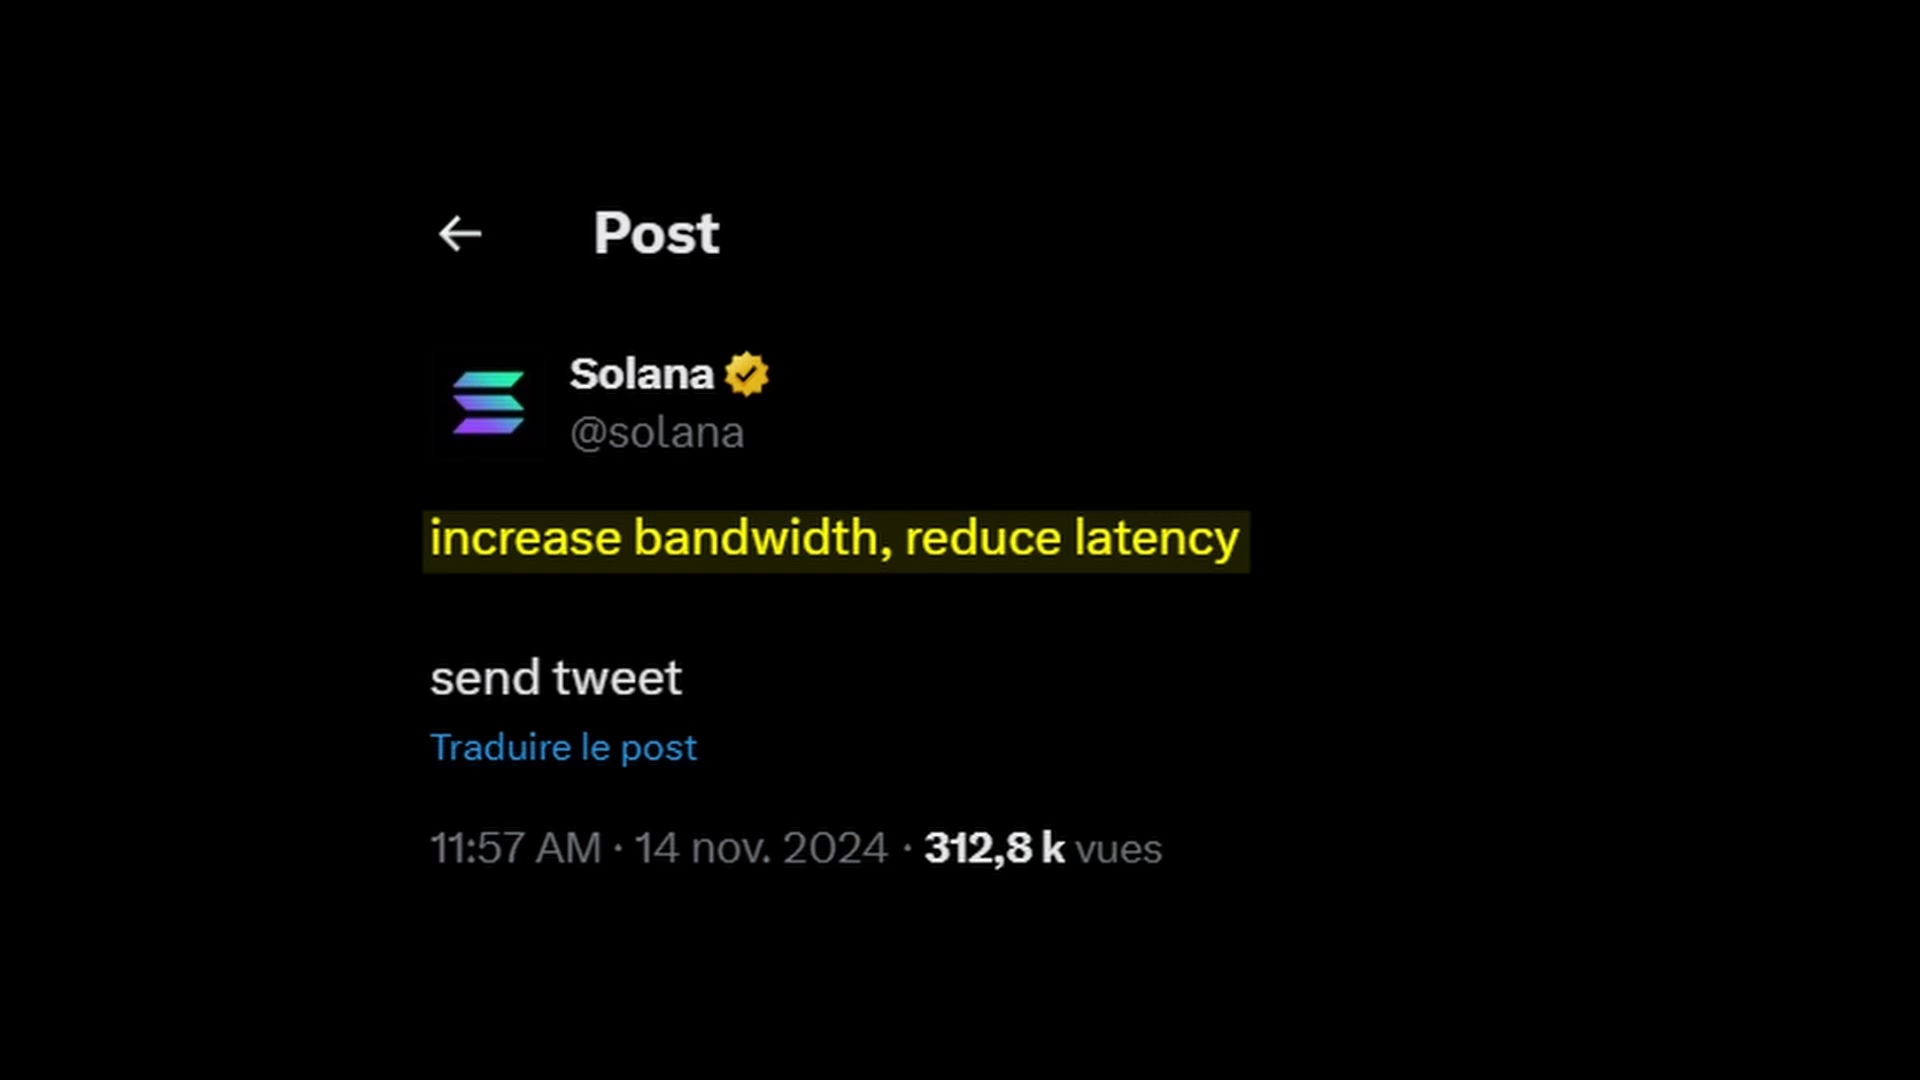 Post
Solana
@solana
increase bandwidth, reduce latency
send tweet
Traduire le post
11:57 AM · 14 nov. 2024 · 312,8 k vues